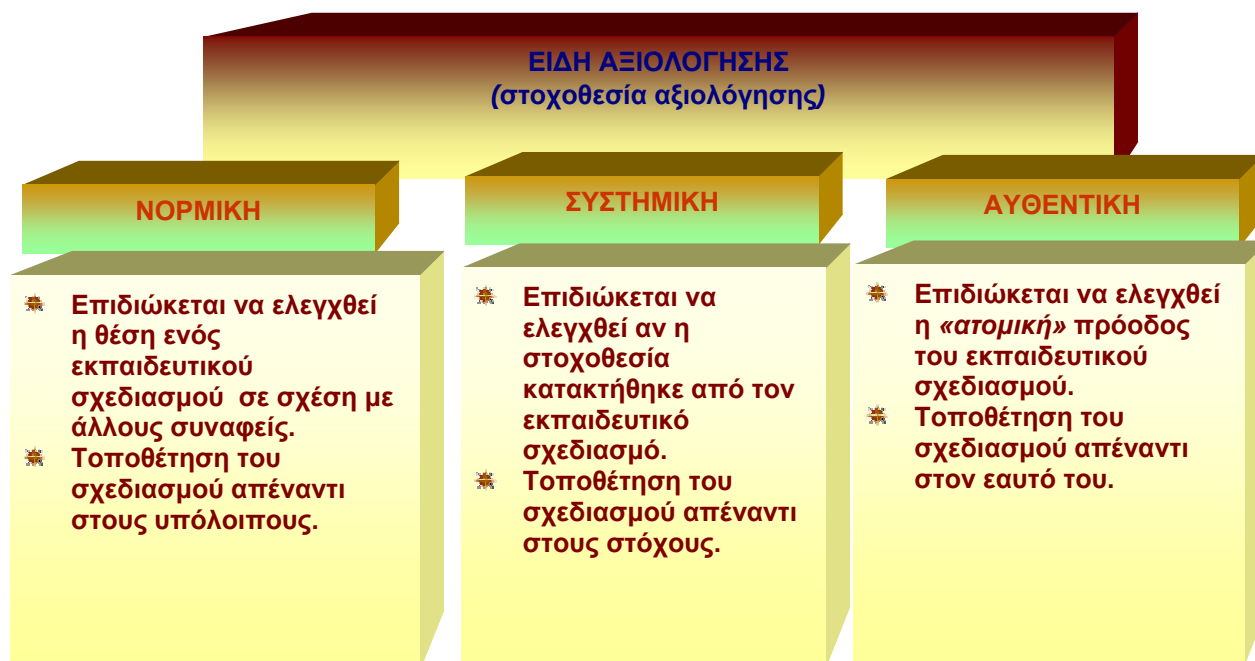 ΕΙΔΗ ΑΞΙΟΛΟΓΗΣΗΣ
(στοχοθεσία αξιολόγησης)
ΝΟΡΜΙΚΗ
Επιδιώκεται να ελεγχθεί
η θέση ενός
εκπαιδευτικού
σχεδιασμού σε σχέση με
άλλους συναφείς.
Τοποθέτηση του
σχεδιασμού απέναντι
στους υπόλοιπους.
ΣΥΣΤΗΜΙΚΗ
Επιδιώκεται να
ελεγχθεί αν η
στοχοθεσία
κατακτήθηκε από τον
εκπαιδευτικό
σχεδιασμό.
Τοποθέτηση του
σχεδιασμού απέναντι
στους στόχους.
ΑΥΘΕΝΤΙΚΗ
Επιδιώκεται να ελεγχθεί
η «ατομική» πρόοδος
του εκπαιδευτικού
σχεδιασμού.
Τοποθέτηση του
σχεδιασμού απέναντι
στον εαυτό του.